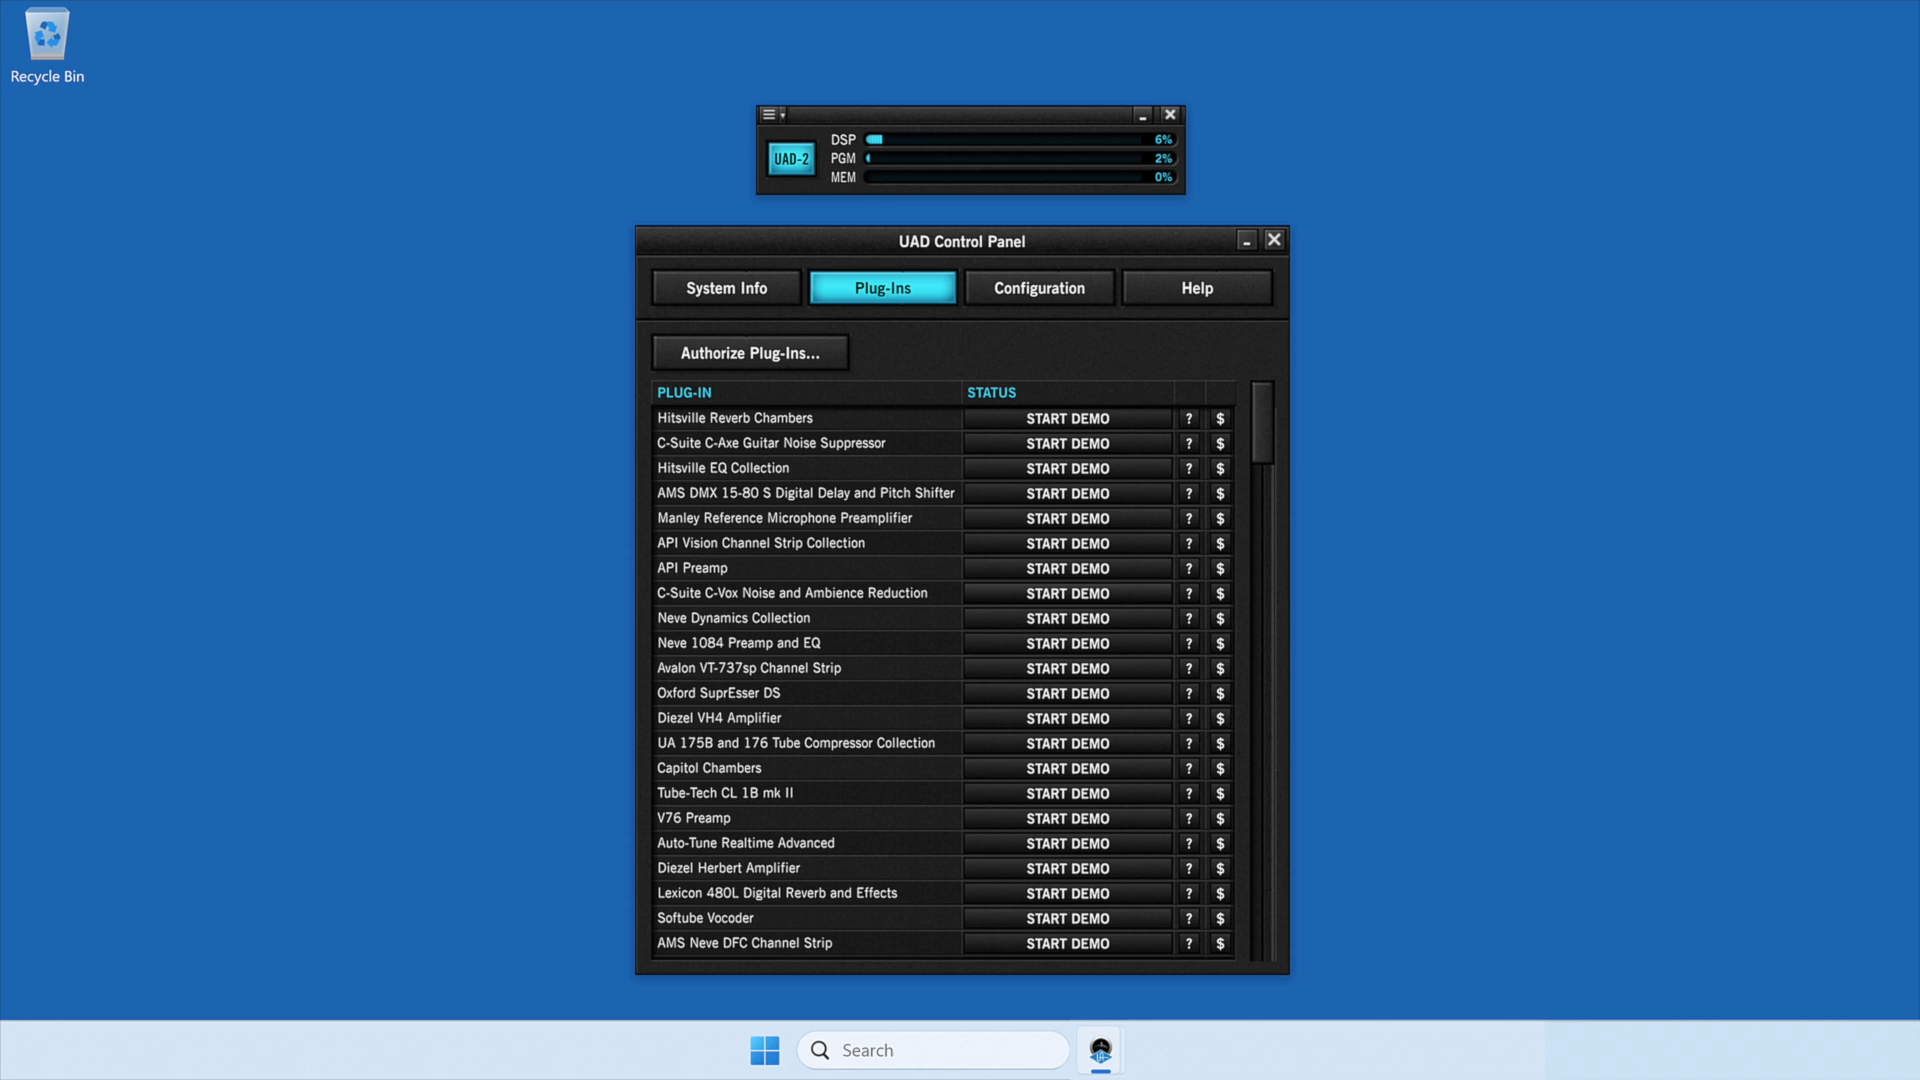 Recycle Bin
UAD-2
DSP 6%
PGM 2%
MEM 0%
UAD Control Panel
System Info Plug-Ins Configuration Help
Authorize Plug-Ins...
PLUG-IN STATUS
Hitsville Reverb Chambers START DEMO ? $
C-Suite C-Axe Guitar Noise Suppressor START DEMO ? $
Hitsville EQ Collection START DEMO ? $
AMS DMX 15-80 S Digital Delay and Pitch Shifter START DEMO ? $
Manley Reference Microphone Preamplifier START DEMO ? $
API Vision Channel Strip Collection START DEMO ? $
API Preamp START DEMO ? $
C-Suite C-Vox Noise and Ambience Reduction START DEMO ? $
Neve Dynamics Collection START DEMO ? $
Neve 1084 Preamp and EQ START DEMO ? $
Avalon VT-737sp Channel Strip START DEMO ? $
Oxford SuprEsser DS START DEMO ? $
Diezel VH4 Amplifier START DEMO ? $
UA 175B and 176 Tube Compressor Collection START DEMO ? $
Capitol Chambers START DEMO ? $
Tube-Tech CL 1B mk II START DEMO ? $
V76 Preamp START DEMO ? $
Auto-Tune Realtime Advanced START DEMO ? $
Diezel Herbert Amplifier START DEMO ? $
Lexicon 480L Digital Reverb and Effects START DEMO ? $
Softube Vocoder START DEMO ? $
AMS Neve DFC Channel Strip START DEMO ? $
Search